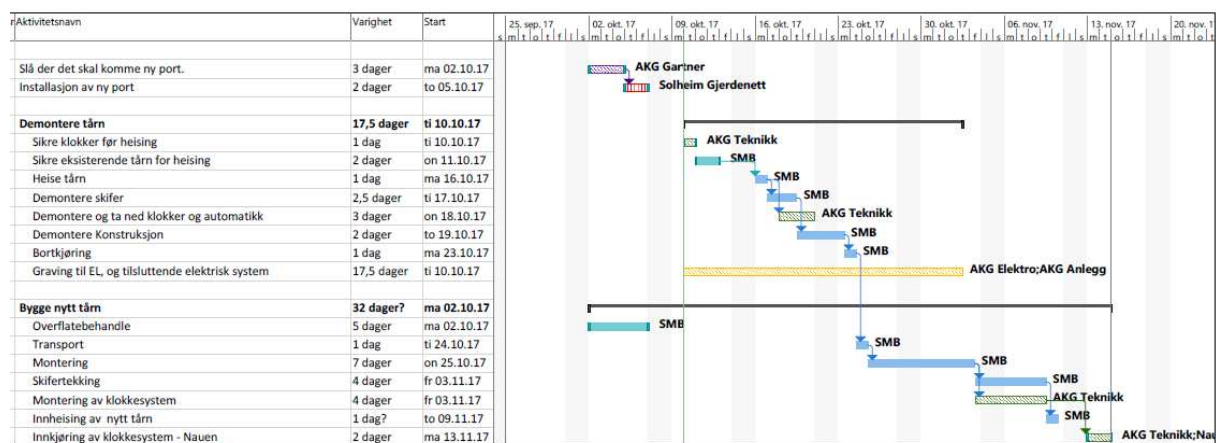 Aktivitetsnavn Varighet Start 25. sep. 17 02. okt. 17 09. okt. 17 16. okt. 17 23. okt. 17 30. okt. 17 06. nov. 17 13. nov. 17 20. nov. 1
Slå der det skal komme ny port. 3 dager ma 02.10.17 AKG Gartner
Installasjon av ny port 2 dager to 05.10.17 Solheim Gjerdenett
Demontere tårn 17,5 dager ti 10.10.17
Sikre klokker før heising 1 dag ti 10.10.17 AKG Teknikk
Sikre eksisterende tårn for heising 2 dager on 11.10.17 SMB
Heise tårn 1 dag ma 16.10.17 SMB
Demontere skifer 2,5 dager ti 17.10.17 SMB
Demontere og ta ned klokker og automatikk 3 dager on 18.10.17 AKG Teknikk
Demontere Konstruksjon 2 dager to 19.10.17 SMB
Bortkjøring 1 dag ma 23.10.17 SMB
Graving til EL, og tilsluttende elektrisk system 17,5 dager ti 10.10.17 AKG Elektro;AKG Anlegg
Bygge nytt tårn 32 dager? ma 02.10.17
Overflatebehandle 5 dager ma 02.10.17 SMB
Transport 1 dag ti 24.10.17 SMB
Montering 7 dager on 25.10.17 SMB
Skifertekking 4 dager fr 03.11.17 SMB
Montering av klokkesystem 4 dager fr 03.11.17 AKG Teknikk
Innheising av nytt tårn 1 dag? to 09.11.17 SMB
Innkjøring av klokkesystem - Nauen 2 dager ma 13.11.17 AKG Teknikk;Nau